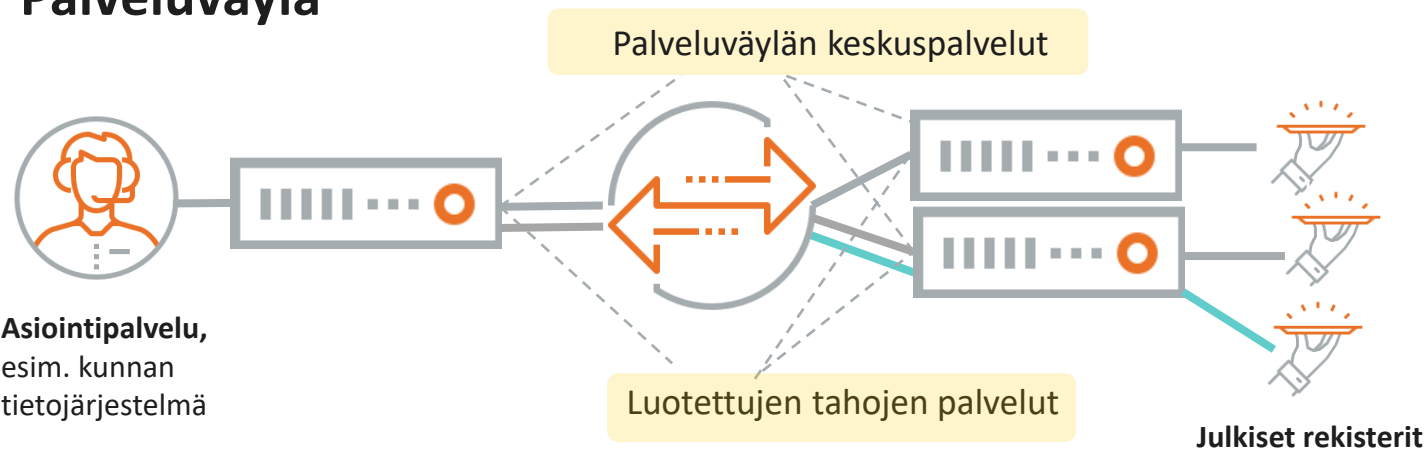 Palveluväylä
Palveluväylän keskuspalvelut
Asiointipalvelu,
esim. kunnan
tietojärjestelmä
Luotettujen tahojen palvelut
Julkiset rekisterit